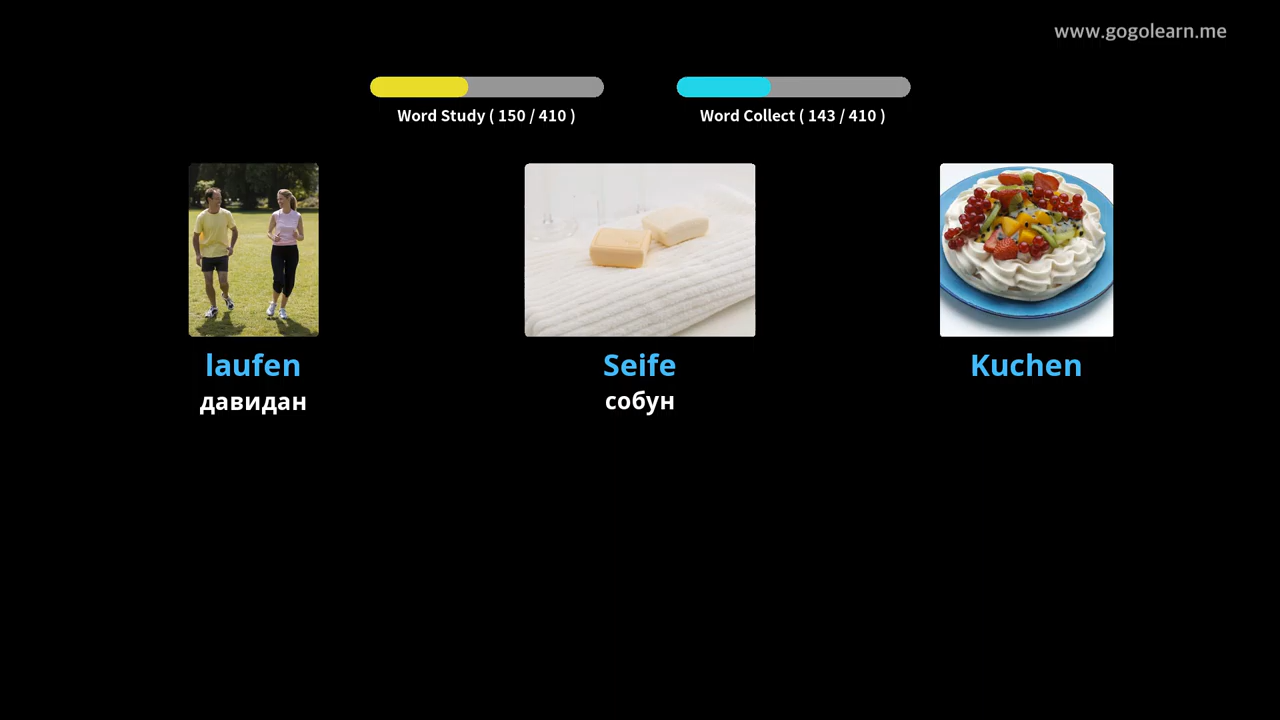 www.gogolearn.me
Word Study ( 150 / 410 )
Word Collect ( 143 / 410 )
laufen
давидан
Seife
собун
Kuchen